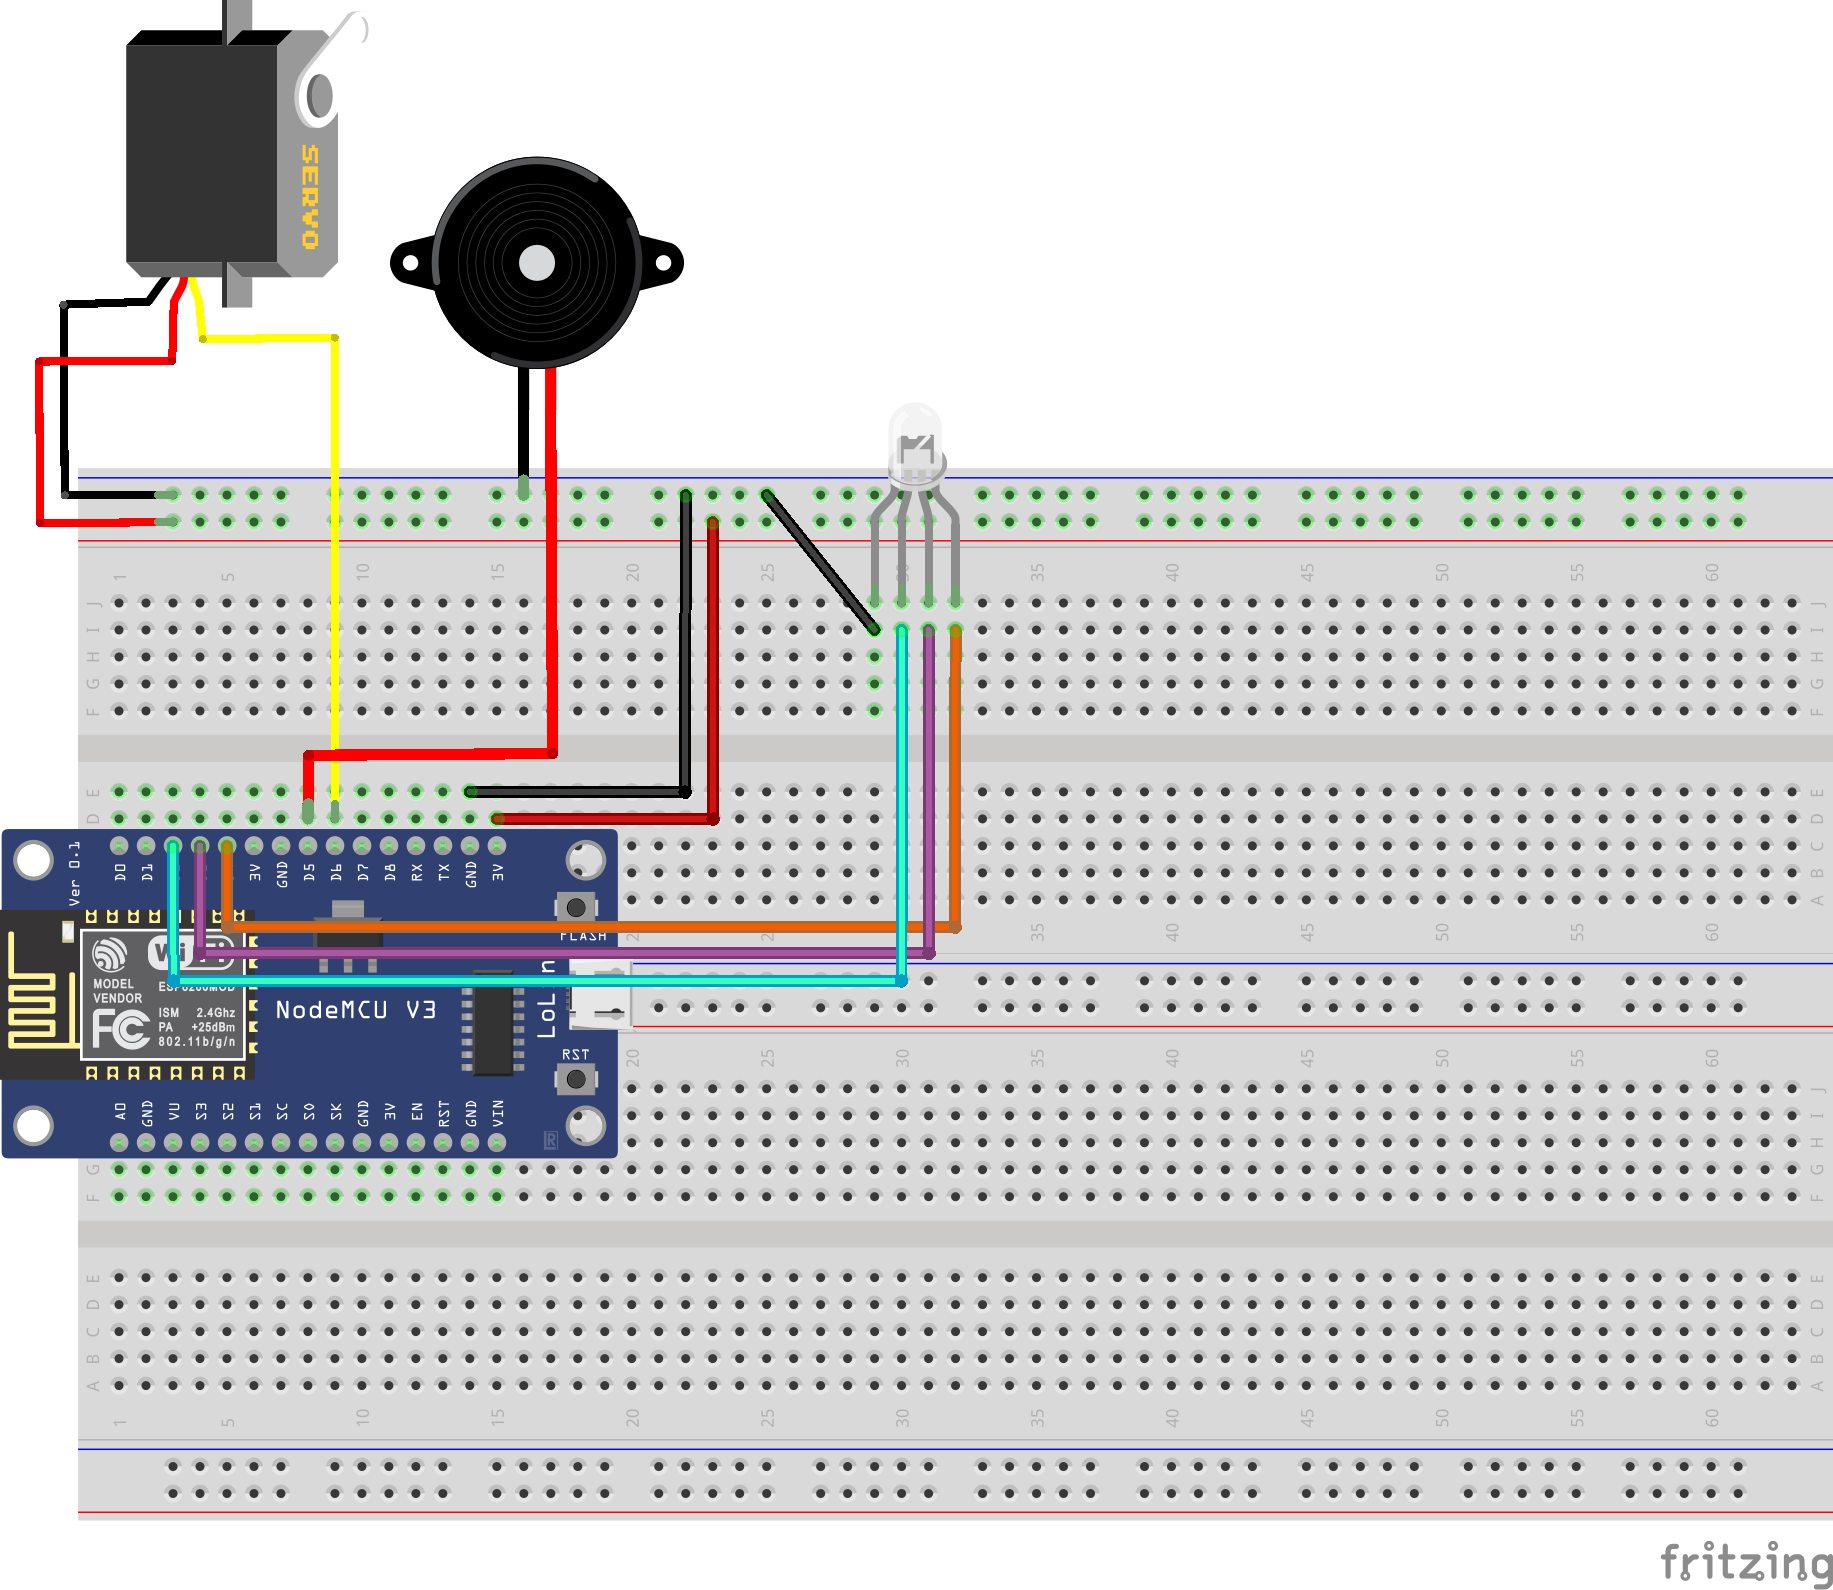 SERVO
1 5 10 15 20 25 35 40 45 50 55 60
J J
I I
H H
G G
F F
E E
D D
C
B
A
Ver 0.1
D0 D1 3V GND D5 D6 D7 D8 RX TX GND 3V
FLASH
35 40 45 50 55 60
WiFi
MODEL
VENDOR
ESP8266MOD
FC
ISM 2.4Ghz
PA +25dBm
802.11b/g/n
NodeMCU V3
LoLin
RST
20 25 30 35 40 45 50 55 60
A0 GND VU S3 S2 S1 SC S0 SK GND 3V EN RST GND VIN
R
J
I
H
G G
F F
E E
D D
C C
B B
A A
1 5 10 15 20 25 30 35 40 45 50 55 60
fritzing